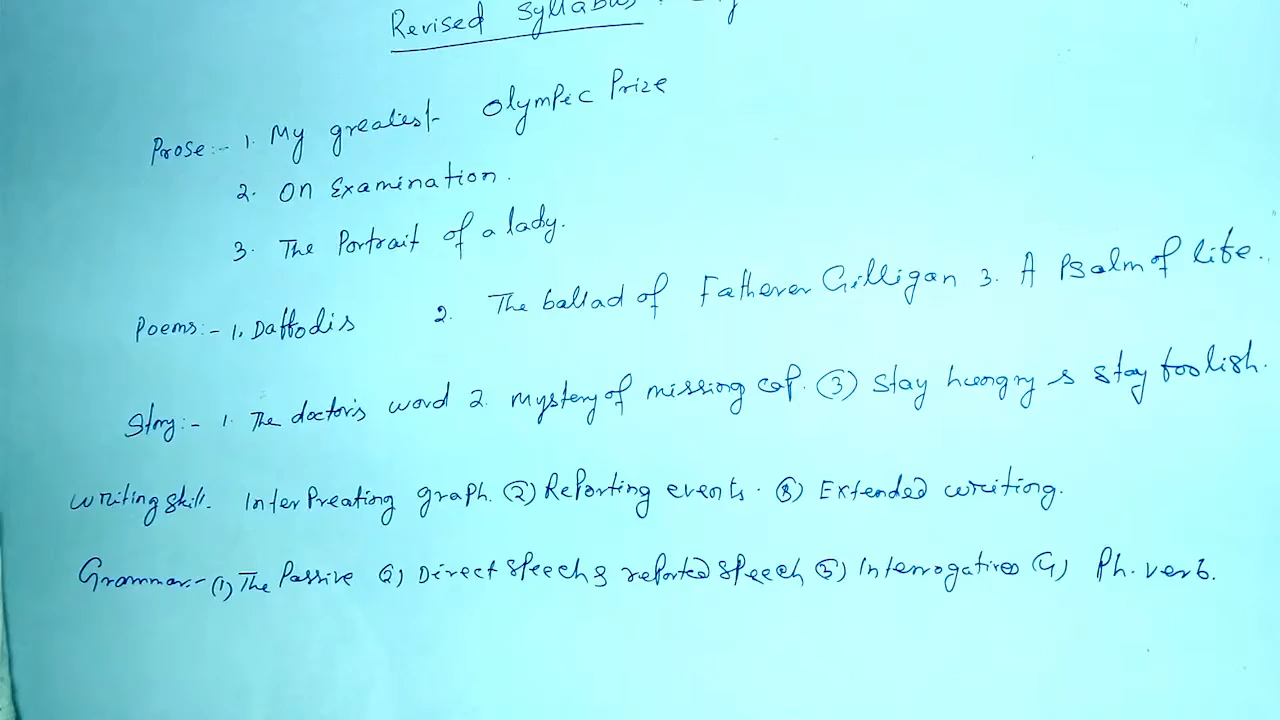 Revised Syllabus
Prose:- 1. My greatest Olympic Prize
2. On Examination.
3. The Portrait of a lady.
Poems:- 1. Daffodis 2. The ballad of Father Gilligan 3. A Psalm of life.
Story:- 1. The doctor's word 2. Mystery of missing cap. (3) Stay hungry & stay foolish.
Writing skill. InterPreating graph. (2) Reporting events. (3) Extended writing.
Grammar:- (1) The Passive (2) Direct speech & reported speech (3) Interrogatives (4) Ph. verb.